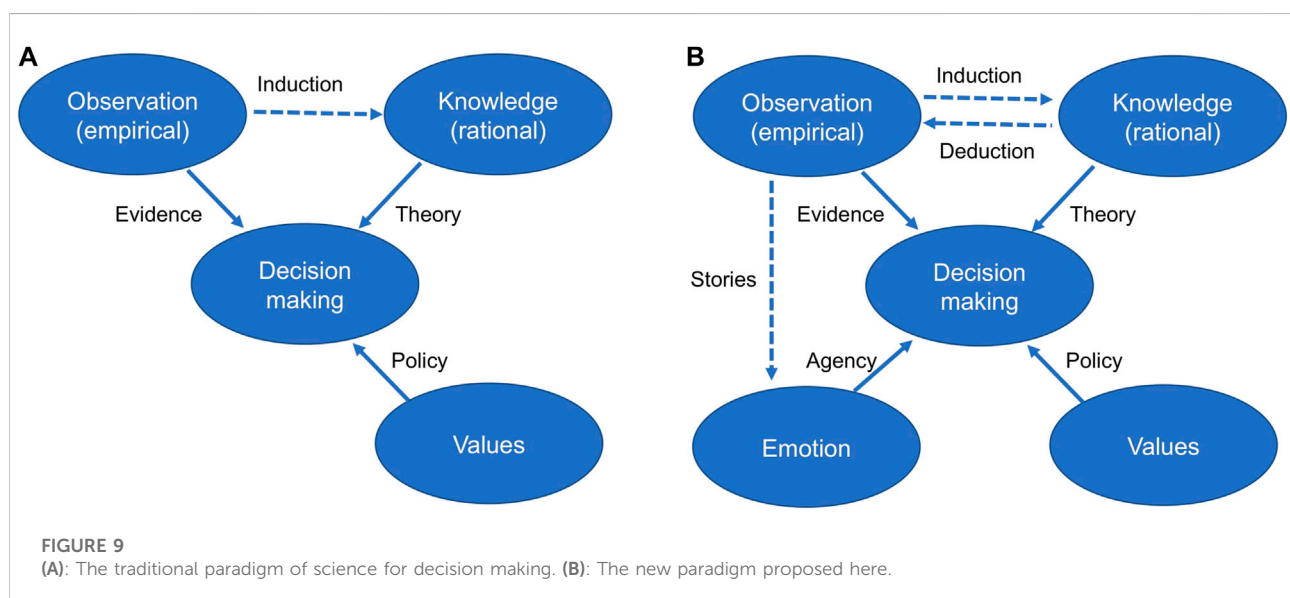 A
Observation
(empirical)
Induction
Knowledge
(rational)
Evidence
Theory
Decision
making
Policy
Values
B
Observation
(empirical)
Induction
Deduction
Knowledge
(rational)
Evidence
Theory
Stories
Decision
making
Agency
Policy
Emotion
Values
FIGURE 9
(A): The traditional paradigm of science for decision making. (B): The new paradigm proposed here.